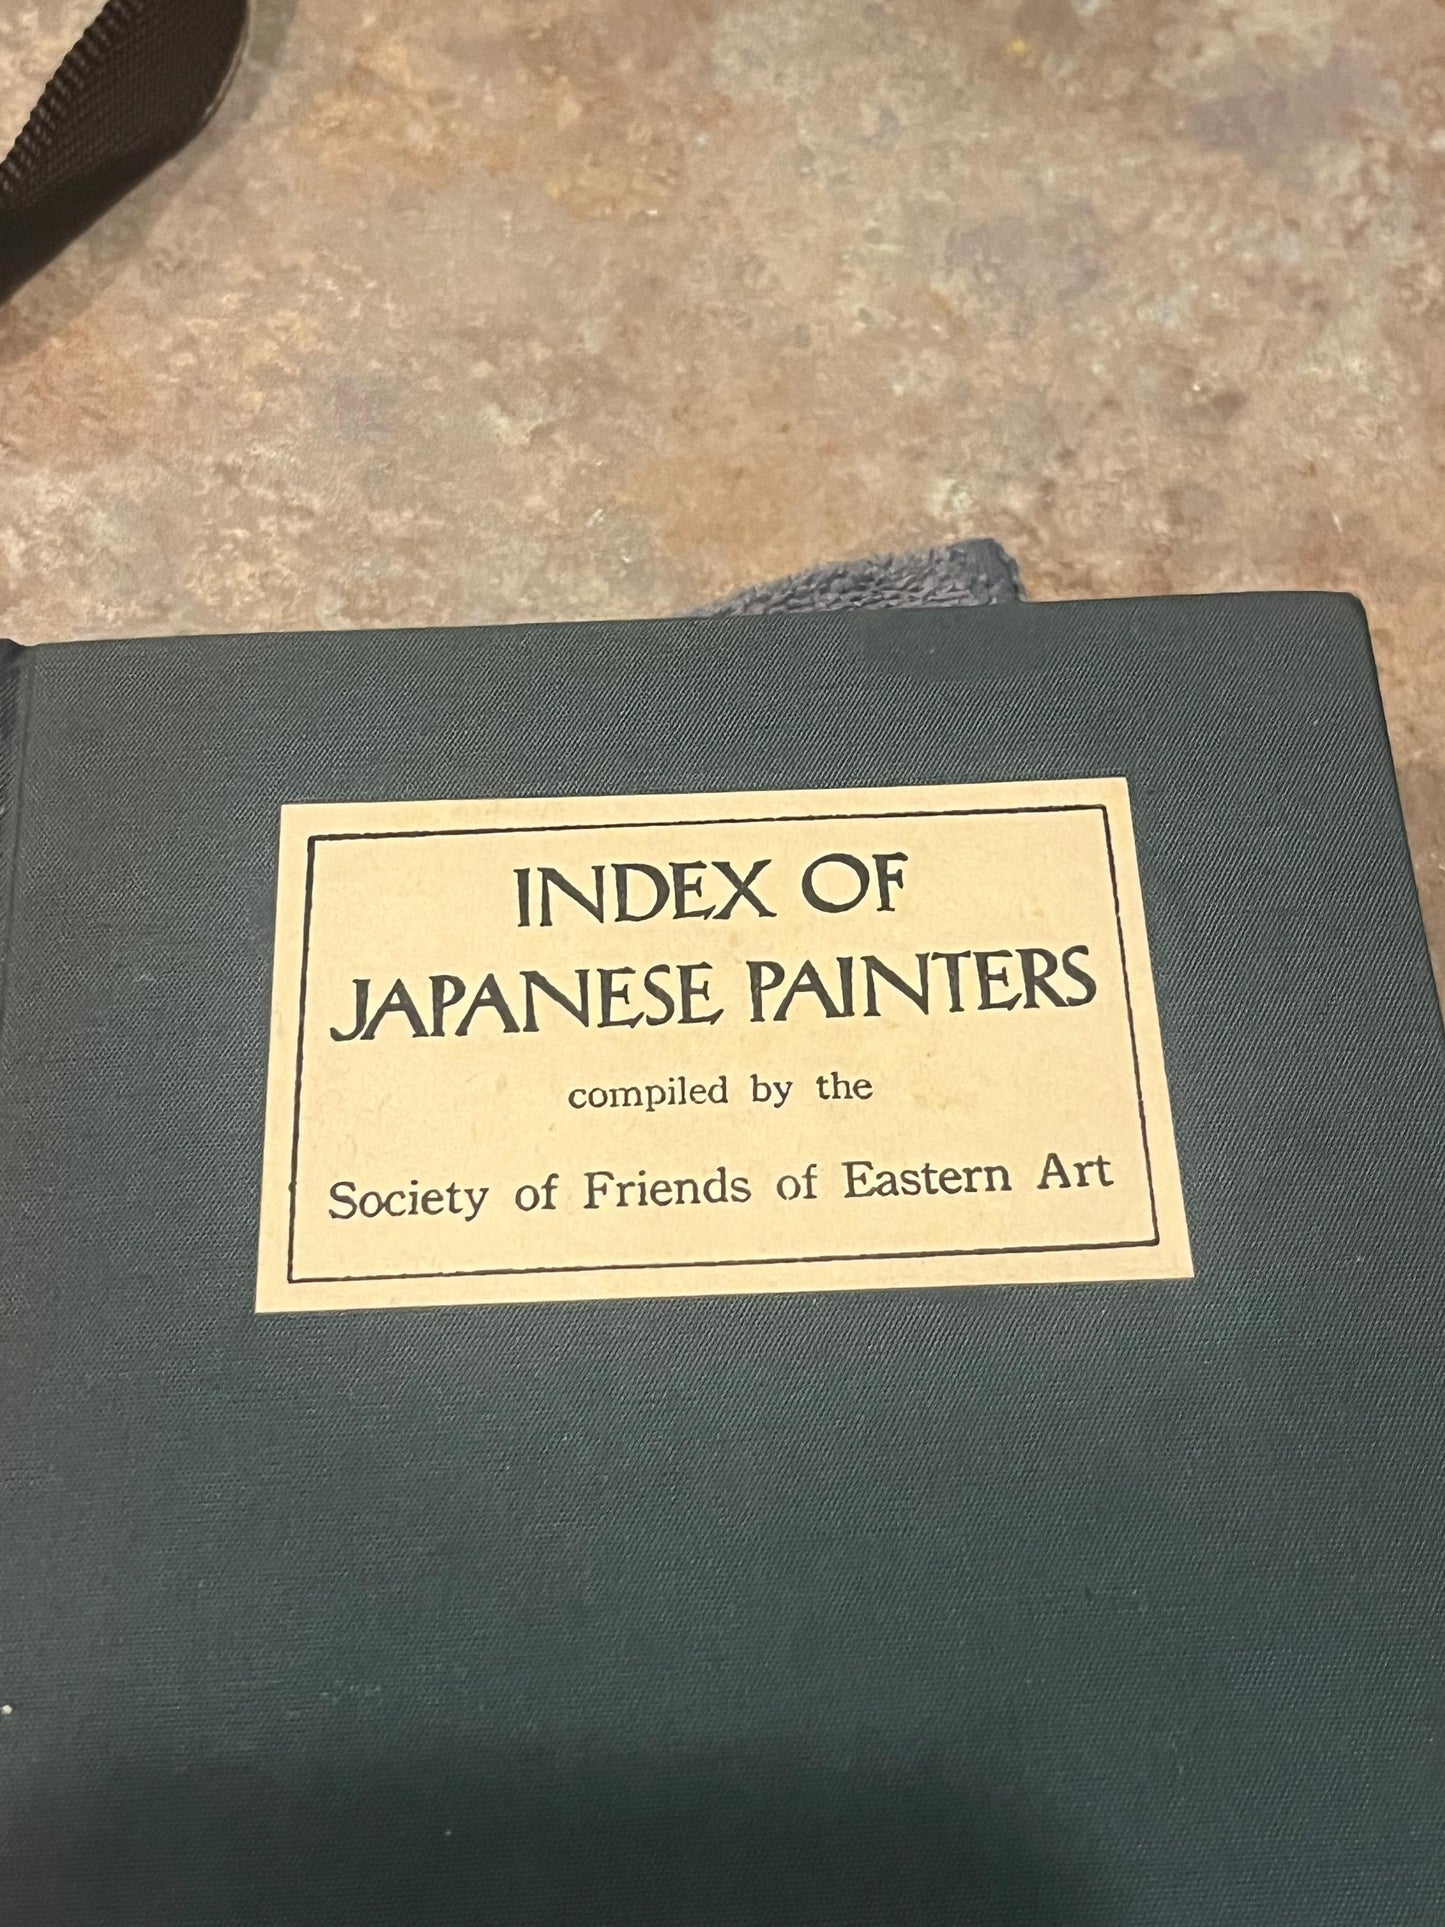 INDEX OF
JAPANESE PAINTERS
compiled by the
Society of Friends of Eastern Art